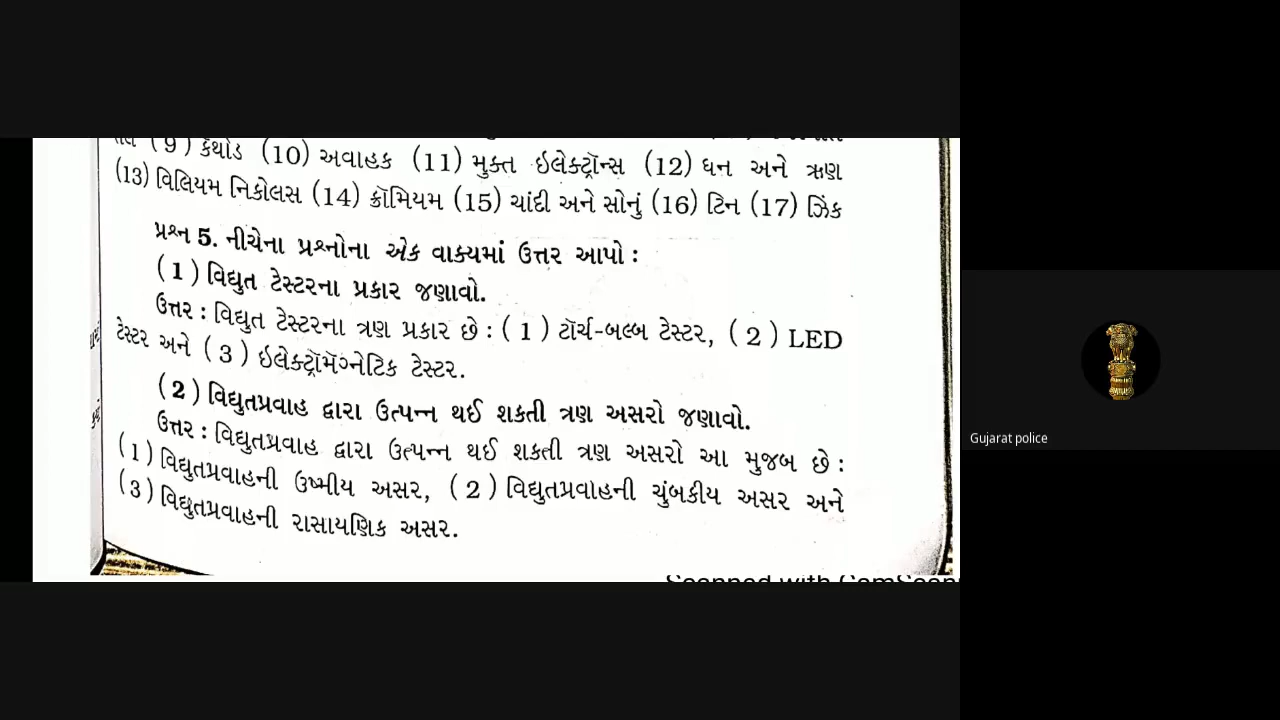 (9) કેથોડ (10) અવાહક (11) મુક્ત ઇલેક્ટ્રૉન્સ (12) ધન અને ઋણ
(13) વિલિયમ નિકોલસ (14) ક્રૉમિયમ (15) ચાંદી અને સોનું (16) ટિન (17) ઝિંક
પ્રશ્ન 5. નીચેના પ્રશ્નોના એક વાક્યમાં ઉત્તર આપો :
(1) વિદ્યુત ટેસ્ટરના પ્રકાર જણાવો.
ઉત્તર : વિદ્યુત ટેસ્ટરના ત્રણ પ્રકાર છે : (1) ટૉર્ચ-બલ્બ ટેસ્ટર, (2) LED
ટેસ્ટર અને (3) ઇલેક્ટ્રૉમૅગ્નેટિક ટેસ્ટર.
(2) વિદ્યુતપ્રવાહ દ્વારા ઉત્પન્ન થઈ શકતી ત્રણ અસરો જણાવો.
ઉત્તર : વિદ્યુતપ્રવાહ દ્વારા ઉત્પન્ન થઈ શકતી ત્રણ અસરો આ મુજબ છે :
(1) વિદ્યુતપ્રવાહની ઉષ્મીય અસર, (2) વિદ્યુતપ્રવાહની ચુંબકીય અસર અને
(3) વિદ્યુતપ્રવાહની રાસાયણિક અસર.
Scanned with CamScan
Gujarat police